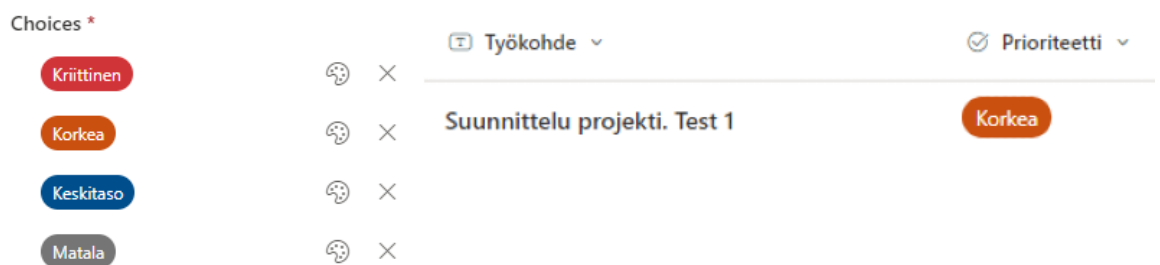 Choices *
Kriittinen
Korkea
Keskitaso
Matala
Työkohde
Prioriteetti
Suunnittelu projekti. Test 1
Korkea